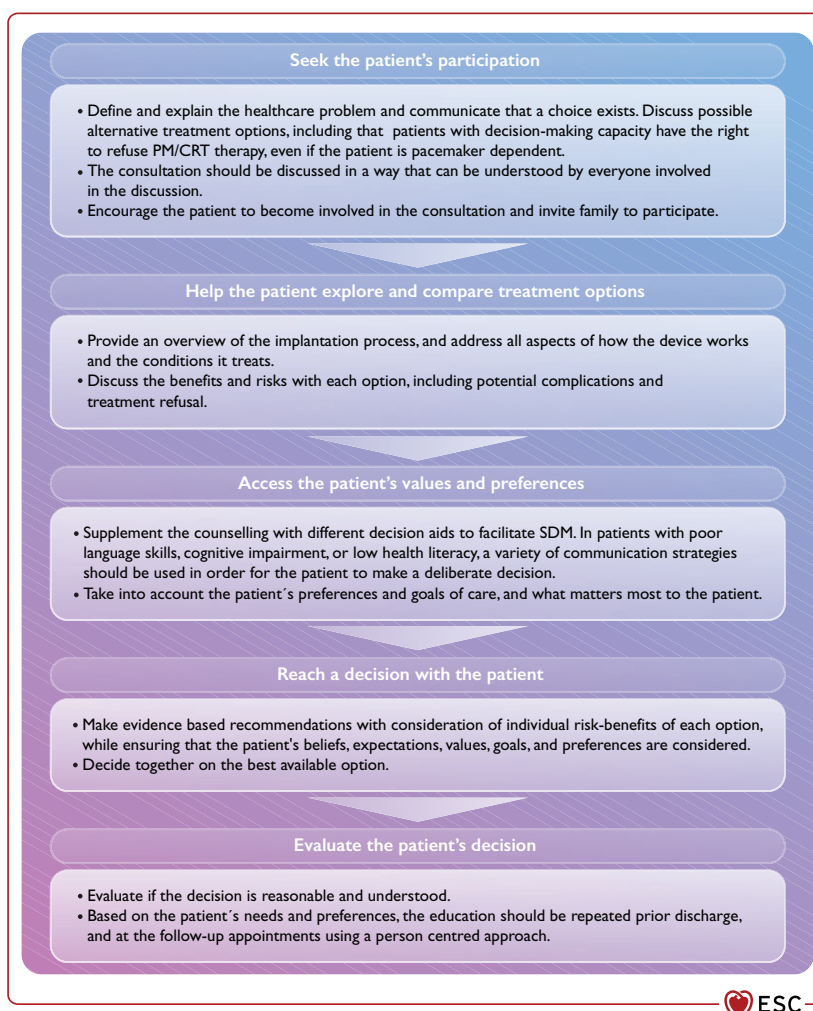 Seek the patient's participation
• Define and explain the healthcare problem and communicate that a choice exists. Discuss possible
alternative treatment options, including that patients with decision-making capacity have the right
to refuse PM/CRT therapy, even if the patient is pacemaker dependent.
• The consultation should be discussed in a way that can be understood by everyone involved
in the discussion.
• Encourage the patient to become involved in the consultation and invite family to participate.
Help the patient explore and compare treatment options
• Provide an overview of the implantation process, and address all aspects of how the device works
and the conditions it treats.
• Discuss the benefits and risks with each option, including potential complications and
treatment refusal.
Access the patient's values and preferences
• Supplement the counselling with different decision aids to facilitate SDM. In patients with poor
language skills, cognitive impairment, or low health literacy, a variety of communication strategies
should be used in order for the patient to make a deliberate decision.
• Take into account the patient´s preferences and goals of care, and what matters most to the patient.
Reach a decision with the patient
• Make evidence based recommendations with consideration of individual risk-benefits of each option,
while ensuring that the patient's beliefs, expectations, values, goals, and preferences are considered.
• Decide together on the best available option.
Evaluate the patient's decision
• Evaluate if the decision is reasonable and understood.
• Based on the patient´s needs and preferences, the education should be repeated prior discharge,
and at the follow-up appointments using a person centred approach.
ESC